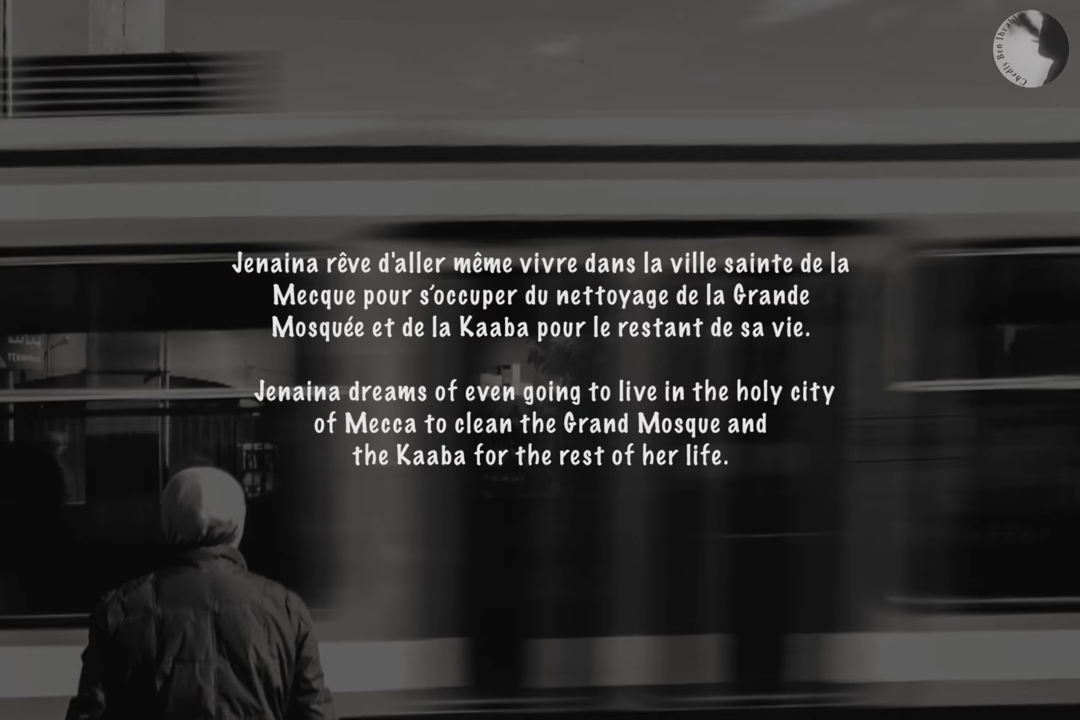 Chedly Ben Ibrahim
Jenaina rêve d'aller même vivre dans la ville sainte de la
Mecque pour s'occuper du nettoyage de la Grande
Mosquée et de la Kaaba pour le restant de sa vie.
Jenaina dreams of even going to live in the holy city
of Mecca to clean the Grand Mosque and
the Kaaba for the rest of her life.